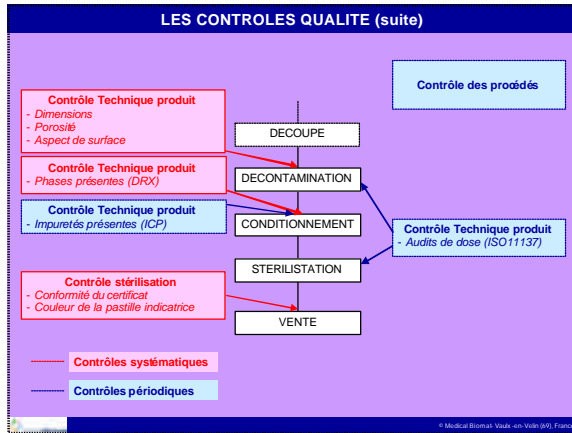 LES CONTROLES QUALITE (suite)
Contrôle des procédés
Contrôle Technique produit
- Dimensions
- Porosité
- Aspect de surface
DECOUPE
Contrôle Technique produit
- Phases présentes (DRX)
DECONTAMINATION
Contrôle Technique produit
- Impuretés présentes (ICP)
CONDITIONNEMENT
Contrôle Technique produit
- Audits de dose (ISO11137)
STERILISTATION
Contrôle stérilisation
- Conformité du certificat
- Couleur de la pastille indicatrice
VENTE
Contrôles systématiques
Contrôles périodiques
© Medical Biomat- Vaulx -en-Velin (69), France